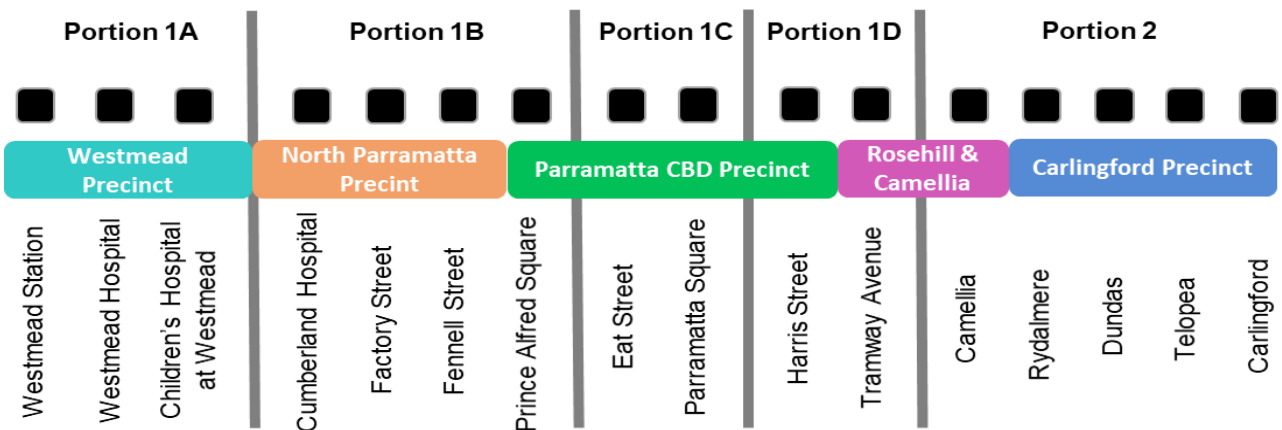 Portion 1A
Portion 1B
Portion 1C
Portion 1D
Portion 2
Westmead
Precinct
North Parramatta
Precint
Parramatta CBD Precinct
Rosehill &
Camellia
Carlingford Precinct
Westmead Station
Westmead Hospital
Children's Hospital
at Westmead
Cumberland Hospital
Factory Street
Fennell Street
Prince Alfred Square
Eat Street
Parramatta Square
Harris Street
Tramway Avenue
Camellia
Rydalmere
Dundas
Telopea
Carlingford